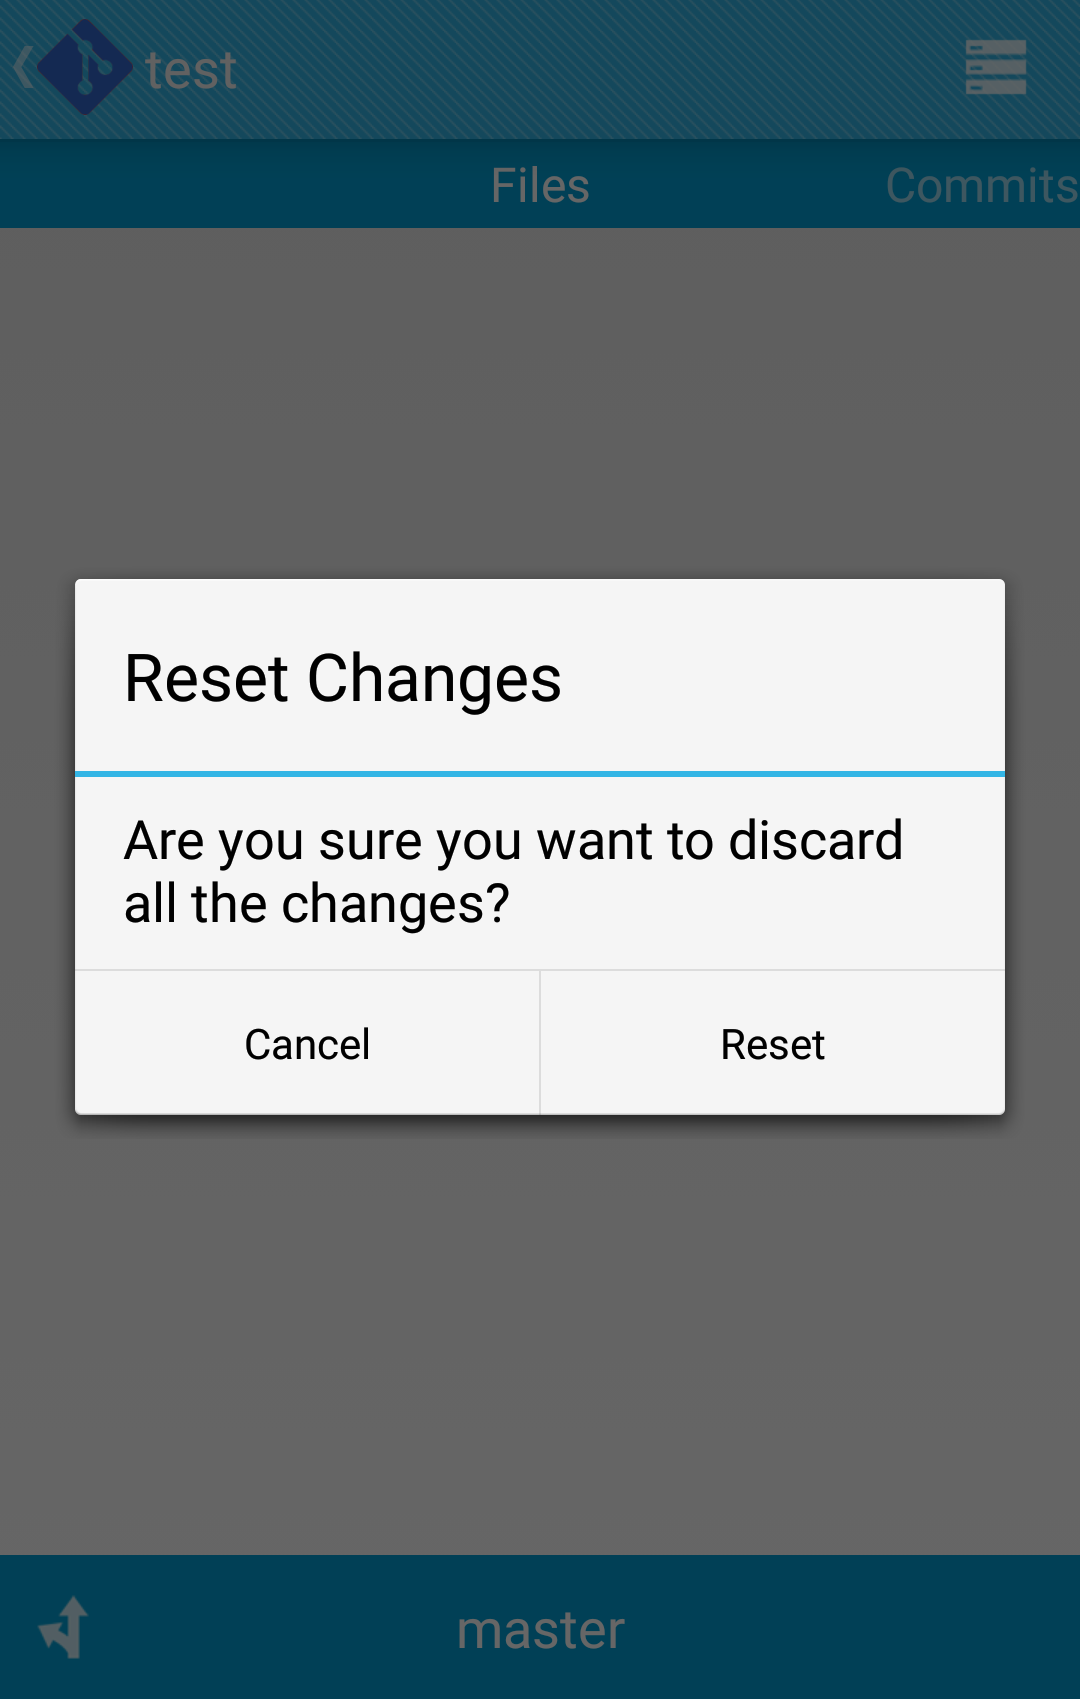 test
Files
Commits
Reset Changes
Are you sure you want to discard
all the changes?
Cancel
Reset
master